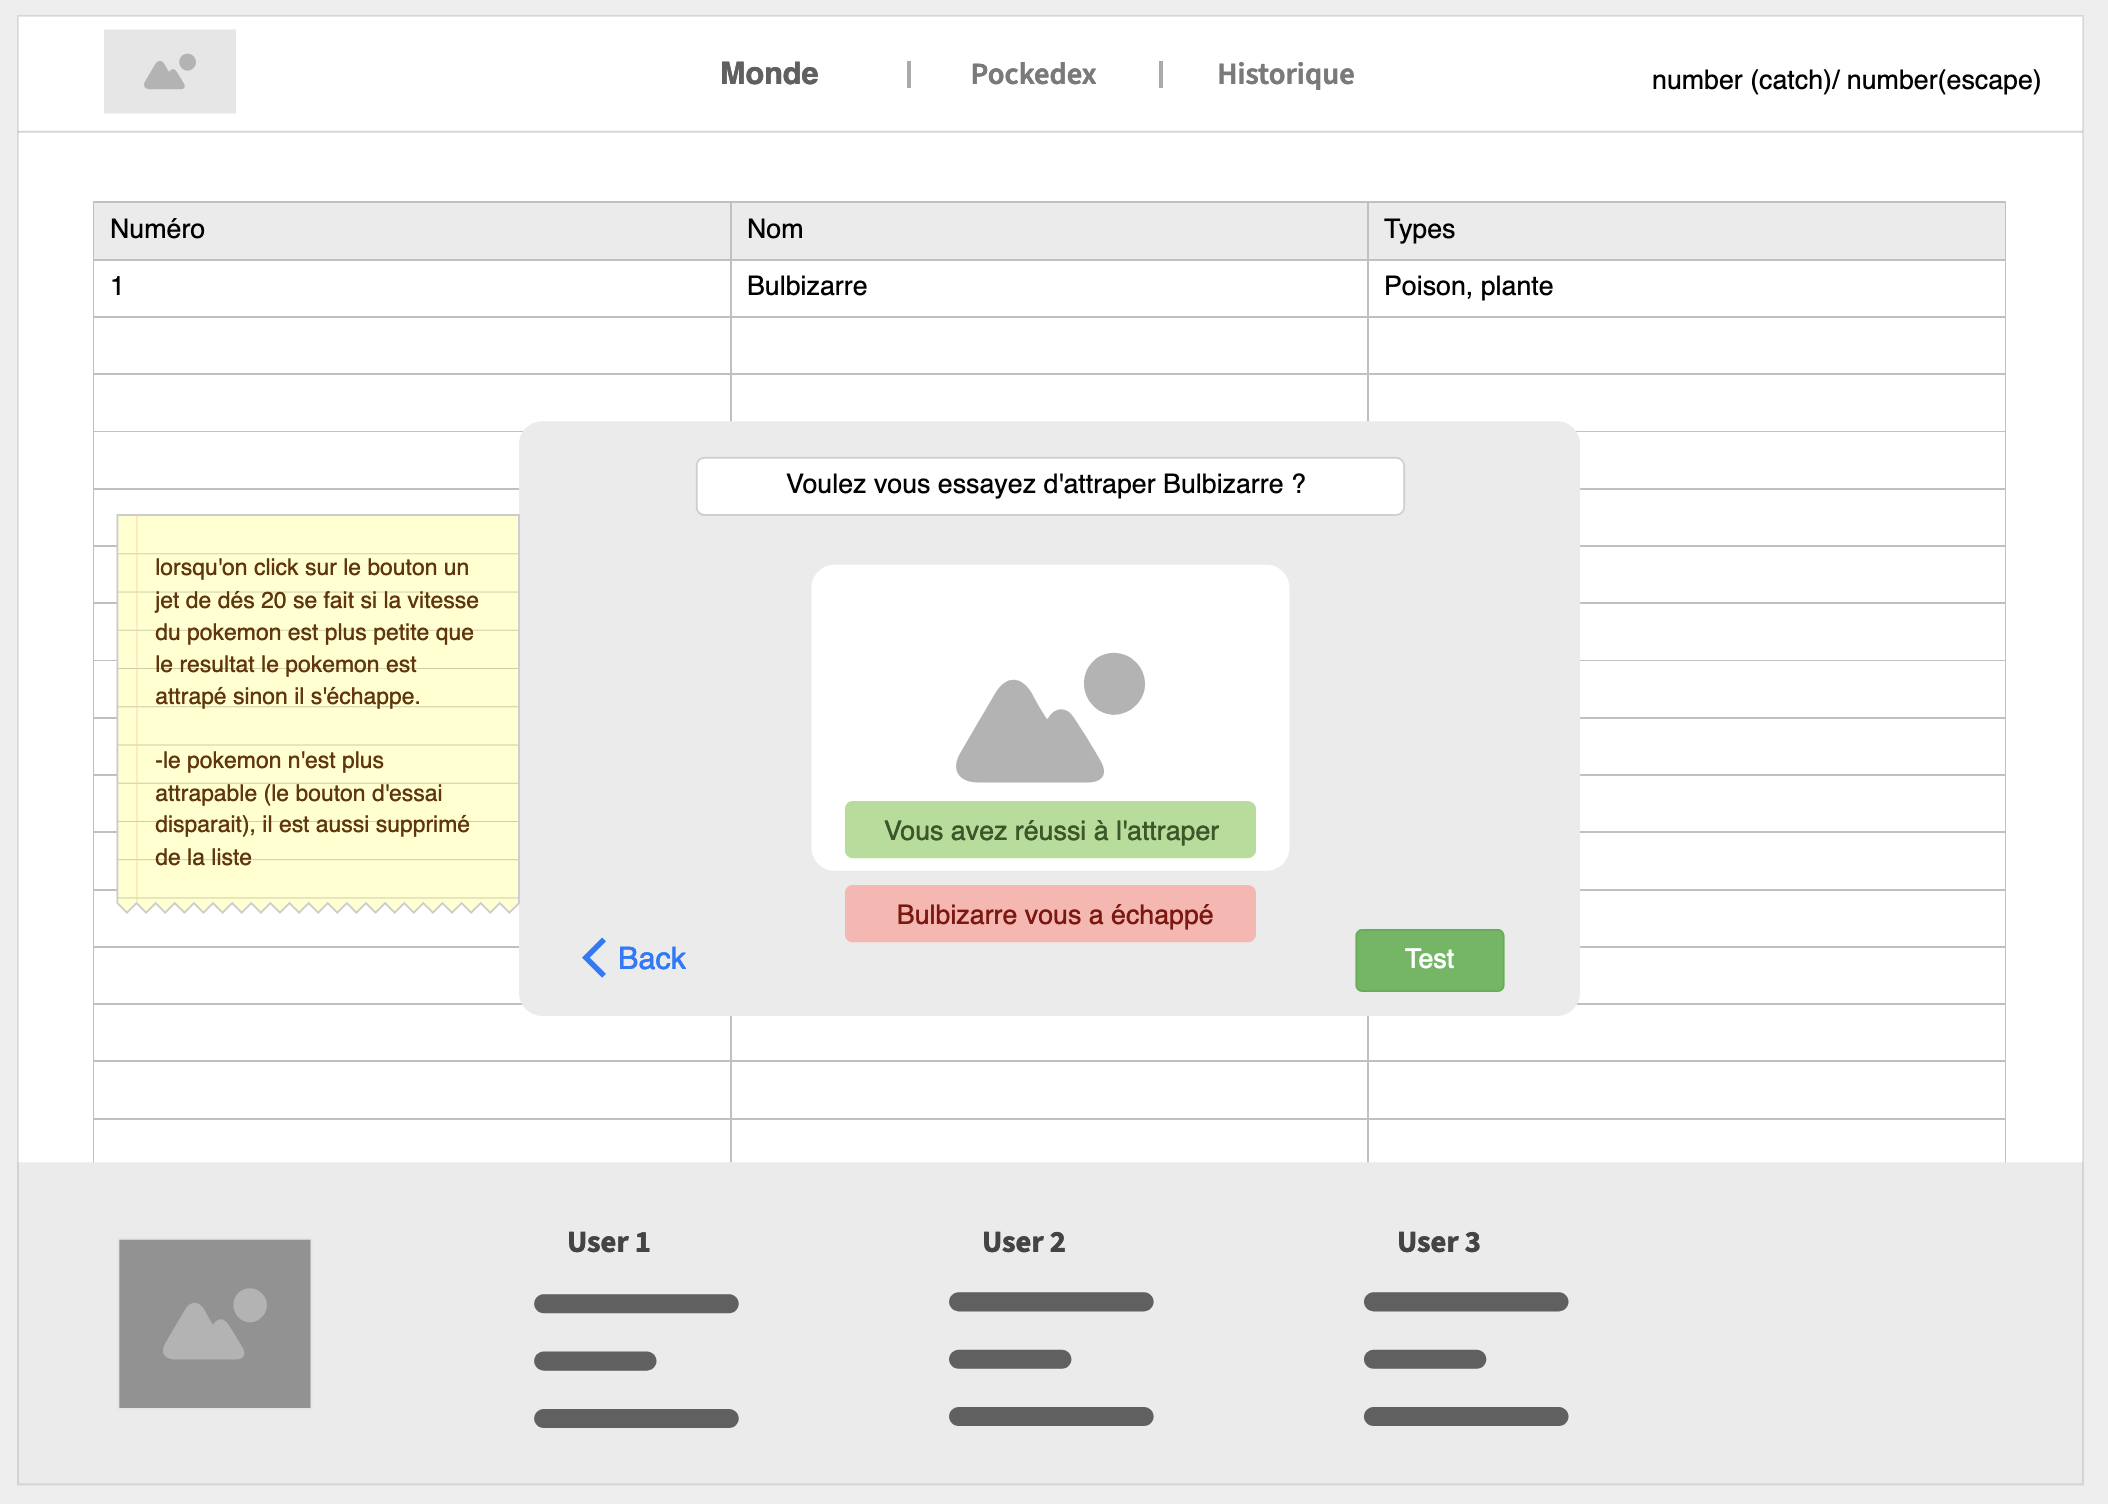 Monde | Pockedex | Historique
number (catch)/ number(escape)
Numéro Nom Types
1 Bulbizarre Poison, plante
Voulez vous essayez d'attraper Bulbizarre ?
lorsqu'on click sur le bouton un
jet de dés 20 se fait si la vitesse
du pokemon est plus petite que
le resultat le pokemon est
attrapé sinon il s'échappe.
-le pokemon n'est plus
attrapable (le bouton d'essai
disparait), il est aussi supprimé
de la liste
Vous avez réussi à l'attraper
Bulbizarre vous a échappé
Back
Test
User 1 User 2 User 3